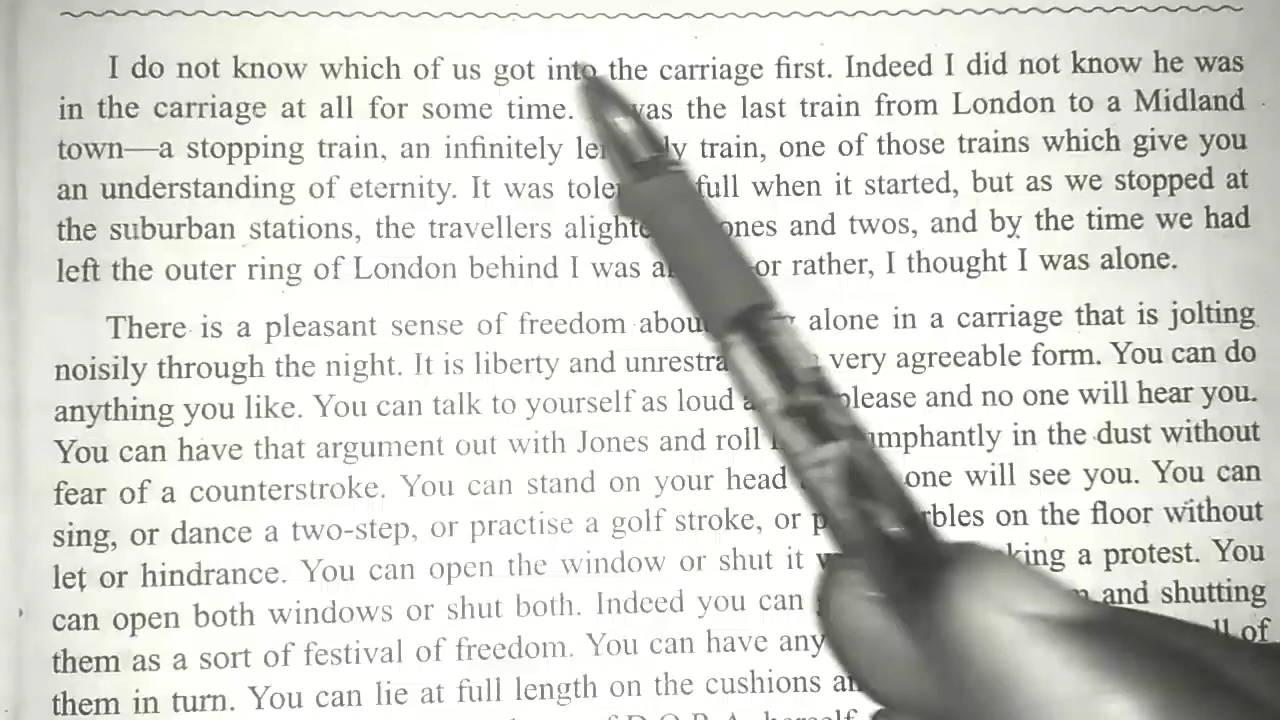 I do not know which of us got into the carriage first. Indeed I did not know he was
in the carriage at all for some time. was the last train from London to a Midland
town—a stopping train, an infinitely train, one of those trains which give you
an understanding of eternity. It was full when it started, but as we stopped at
the suburban stations, the travellers ones and twos, and by the time we had
left the outer ring of London behind I was or rather, I thought I was alone.
There is a pleasant sense of freedom alone in a carriage that is jolting
noisily through the night. It is liberty and very agreeable form. You can do
anything you like. You can talk to yourself as loud please and no one will hear you.
You can have that argument out with Jones and roll in the dust without
fear of a counterstroke. You can stand on your head one will see you. You can
sing, or dance a two-step, or practise a golf stroke, or on the floor without
let or hindrance. You can open the window or shut it a protest. You
can open both windows or shut both. Indeed you can and shutting
them as a sort of festival of freedom. You can have any of
them in turn. You can lie at full length on the cushions
D.O.R.A. herself